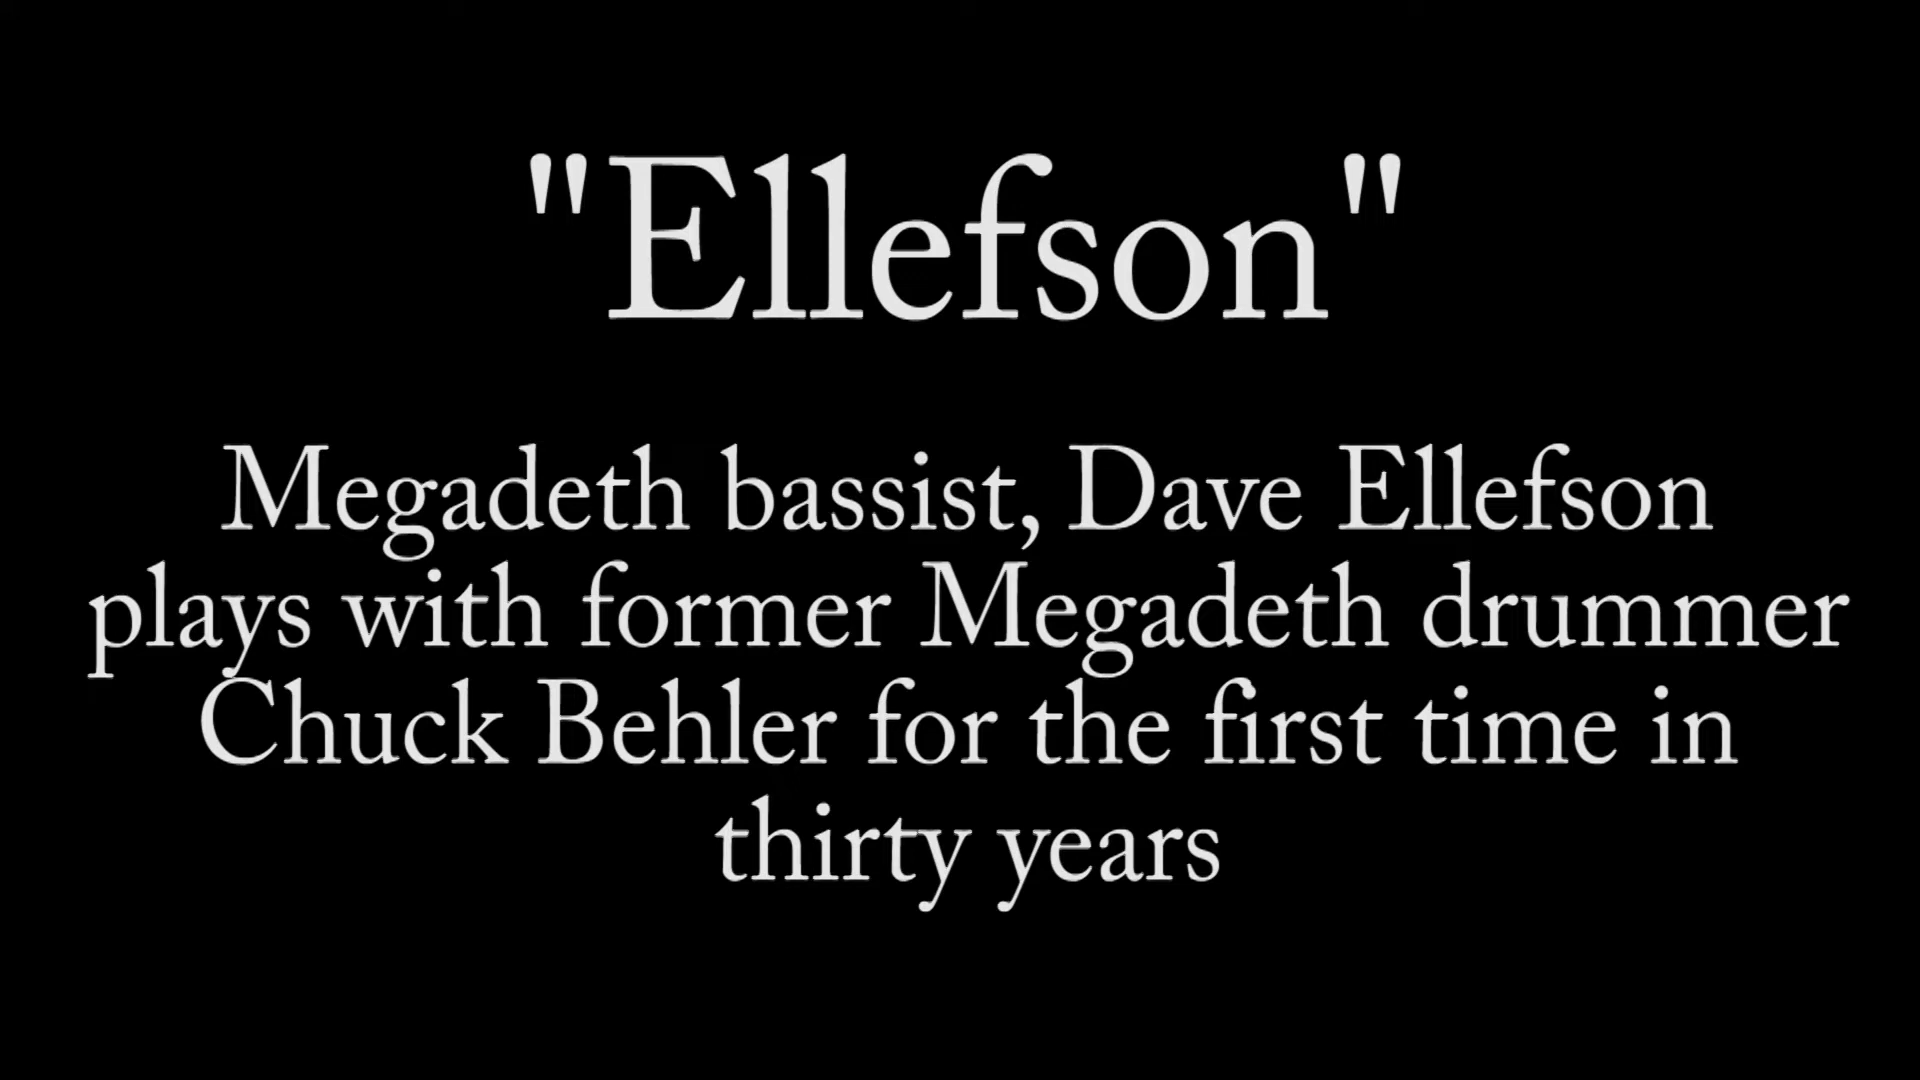 "Ellefson"
Megadeth bassist, Dave Ellefson
plays with former Megadeth drummer
Chuck Behler for the first time in
thirty years